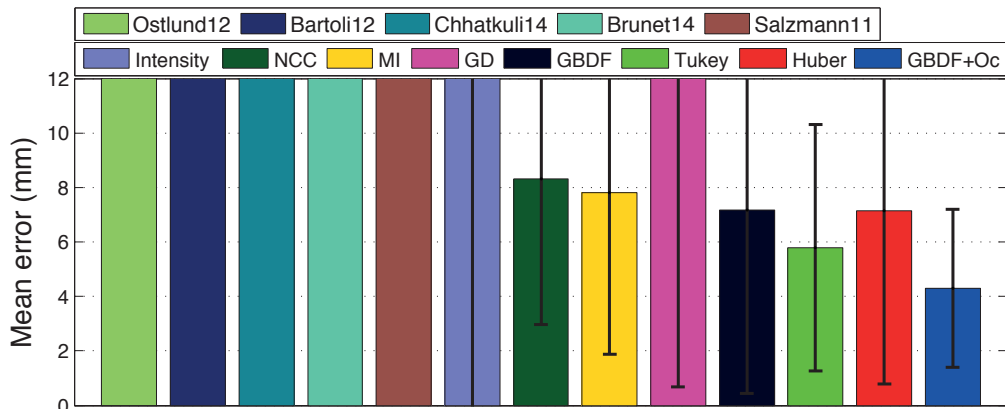 Ostlund12 Bartoli12 Chhatkuli14 Brunet14 Salzmann11
Intensity NCC MI GD GBDF Tukey Huber GBDF+Oc
Mean error (mm)
12
10
8
6
4
2
0